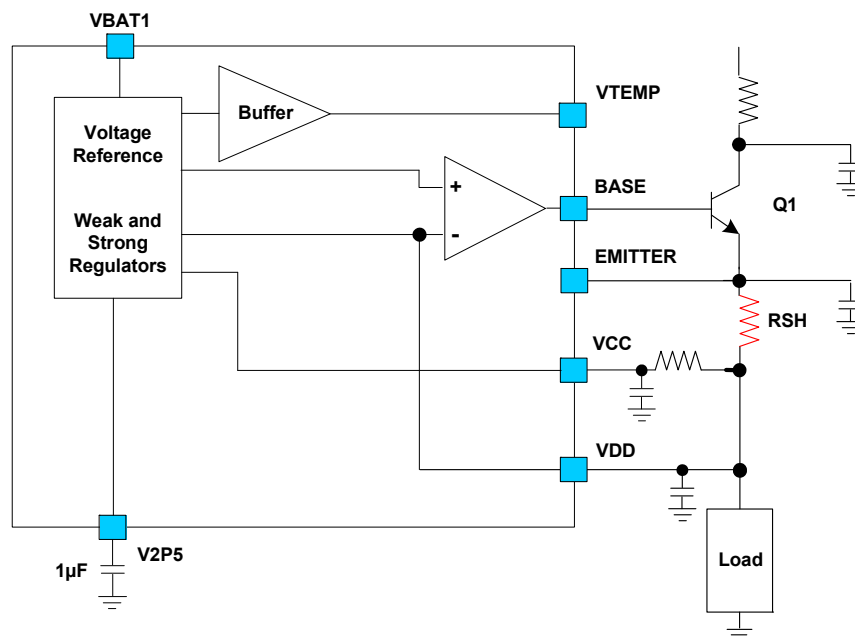 VBAT1
VTEMP
Buffer
Voltage
Reference
+
BASE
Q1
Weak and
Strong
Regulators
-
EMITTER
RSH
VCC
VDD
V2P5
1µF
Load